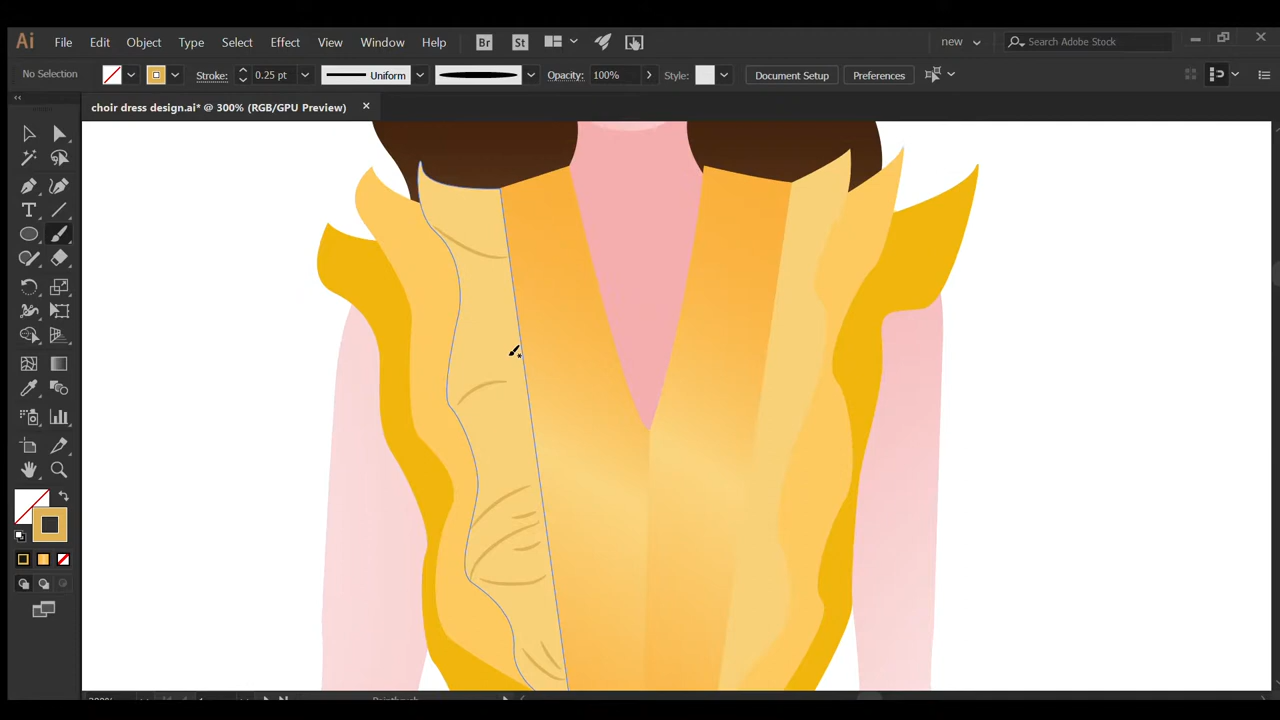 Ai File Edit Object Type Select Effect View Window Help Br St new Search Adobe Stock
No Selection Stroke: 0.25 pt Uniform Opacity: 100% Style: Document Setup Preferences
choir dress design.ai* @ 300% (RGB/GPU Preview)
T